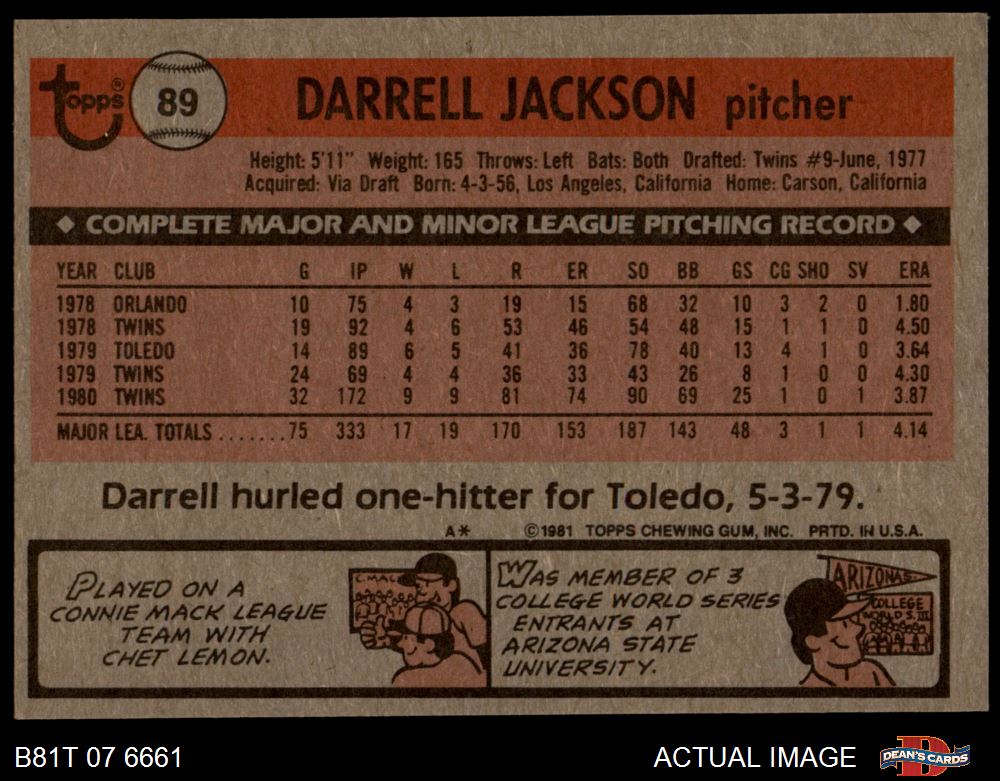 Topps® 89 DARRELL JACKSON pitcher
Height: 5'11" Weight: 165 Throws: Left Bats: Both Drafted: Twins #9-June, 1977
Acquired: Via Draft Born: 4-3-56, Los Angeles, California Home: Carson, California
◆ COMPLETE MAJOR AND MINOR LEAGUE PITCHING RECORD ◆
YEAR CLUB G IP W L R ER SO BB GS CG SHO SV ERA
1978 ORLANDO 10 75 4 3 19 15 68 32 10 3 2 0 1.80
1978 TWINS 19 92 4 6 53 46 54 48 15 1 1 0 4.50
1979 TOLEDO 14 89 6 5 41 36 78 40 13 4 1 0 3.64
1979 TWINS 24 69 4 4 36 33 43 26 8 1 0 0 4.30
1980 TWINS 32 172 9 9 81 74 90 69 25 1 0 1 3.87
MAJOR LEA. TOTALS .......75 333 17 19 170 153 187 143 48 3 1 1 4.14
Darrell hurled one-hitter for Toledo, 5-3-79.
A* ©1981 TOPPS CHEWING GUM, INC. PRTD. IN U.S.A.
PLAYED ON A
CONNIE MACK LEAGUE
TEAM WITH
CHET LEMON.
C. MAC
WAS MEMBER OF 3
COLLEGE WORLD SERIES
ENTRANTS AT
ARIZONA STATE
UNIVERSITY.
ARIZONA S.
COLLEGE
WORLD S. III
B81T 07 6661 ACTUAL IMAGE DEAN'S CARDS